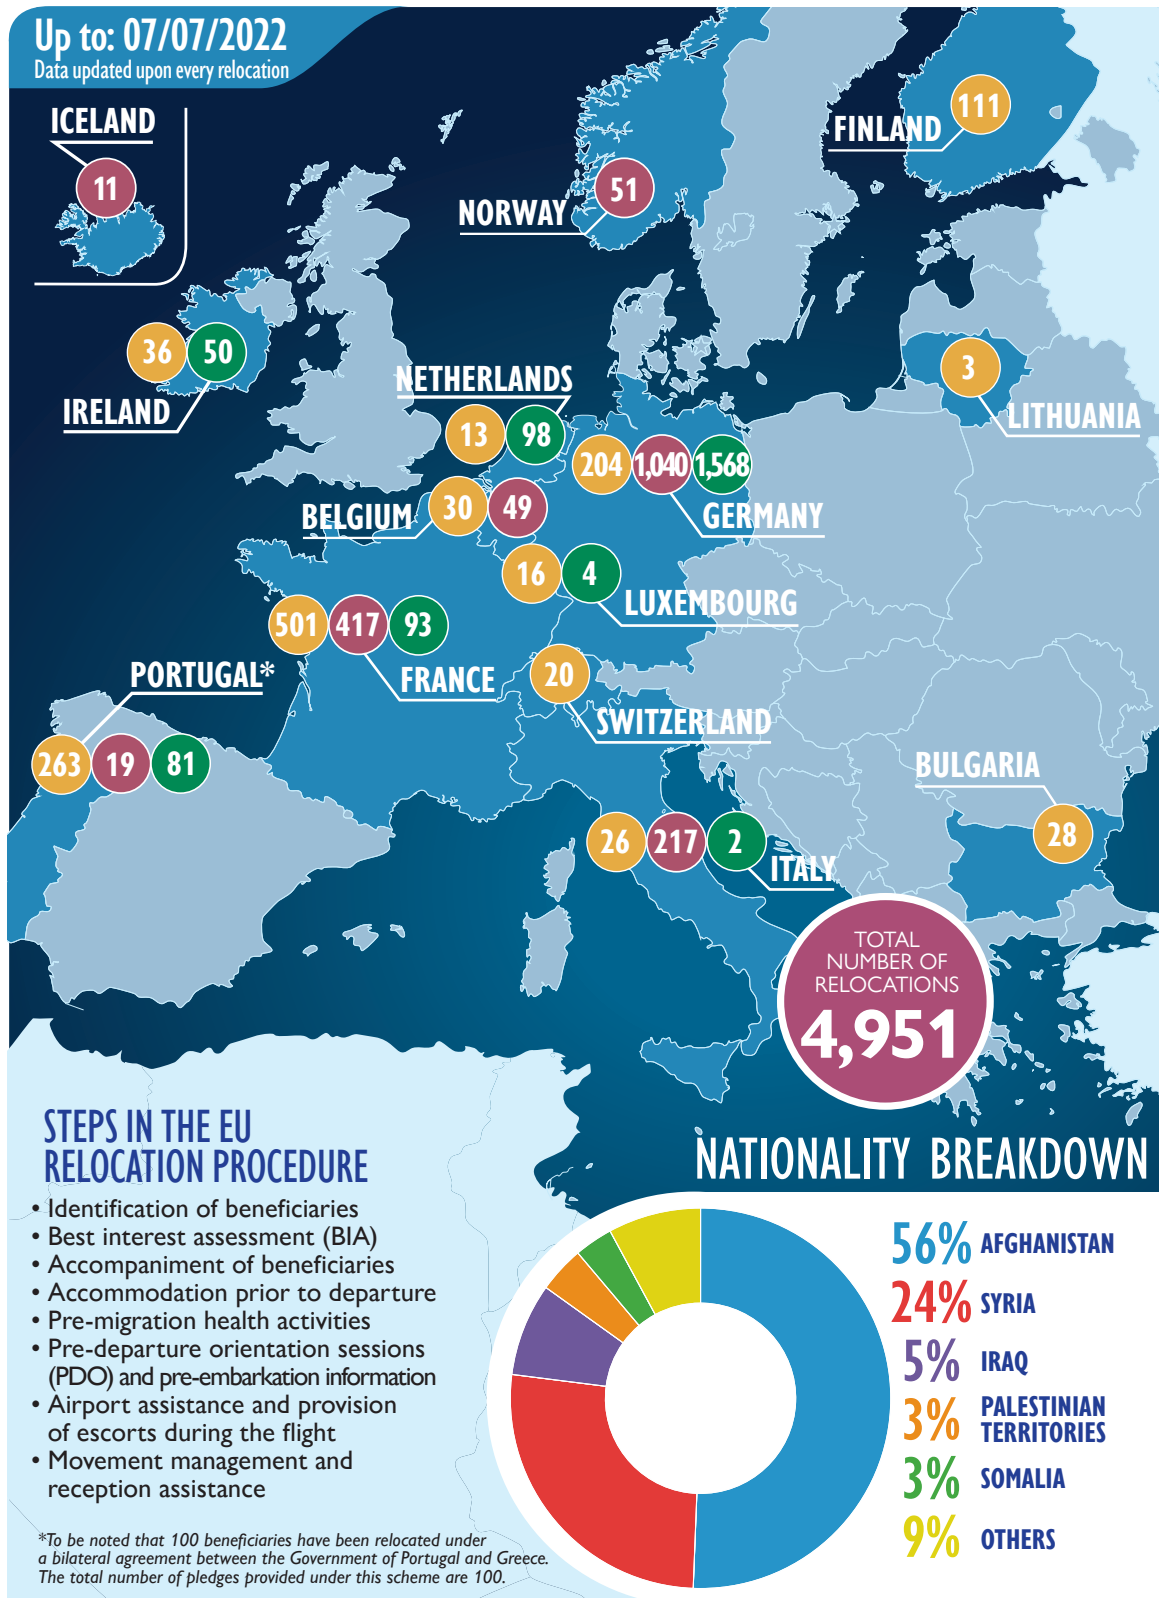 Up to: 07/07/2022
Data updated upon every relocation
ICELAND
11
FINLAND
111
NORWAY
51
36
50
IRELAND
NETHERLANDS
13
98
3
LITHUANIA
204
1,040
1,568
GERMANY
BELGIUM
30
49
16
4
LUXEMBOURG
501
417
93
FRANCE
PORTUGAL*
263
19
81
20
SWITZERLAND
BULGARIA
28
26
217
2
ITALY
TOTAL
NUMBER OF
RELOCATIONS
4,951
STEPS IN THE EU
RELOCATION PROCEDURE
• Identification of beneficiaries
• Best interest assessment (BIA)
• Accompaniment of beneficiaries
• Accommodation prior to departure
• Pre-migration health activities
• Pre-departure orientation sessions
(PDO) and pre-embarkation information
• Airport assistance and provision
of escorts during the flight
• Movement management and
reception assistance
*To be noted that 100 beneficiaries have been relocated under
a bilateral agreement between the Government of Portugal and Greece.
The total number of pledges provided under this scheme are 100.
NATIONALITY BREAKDOWN
56% AFGHANISTAN
24% SYRIA
5% IRAQ
3% PALESTINIAN
TERRITORIES
3% SOMALIA
9% OTHERS